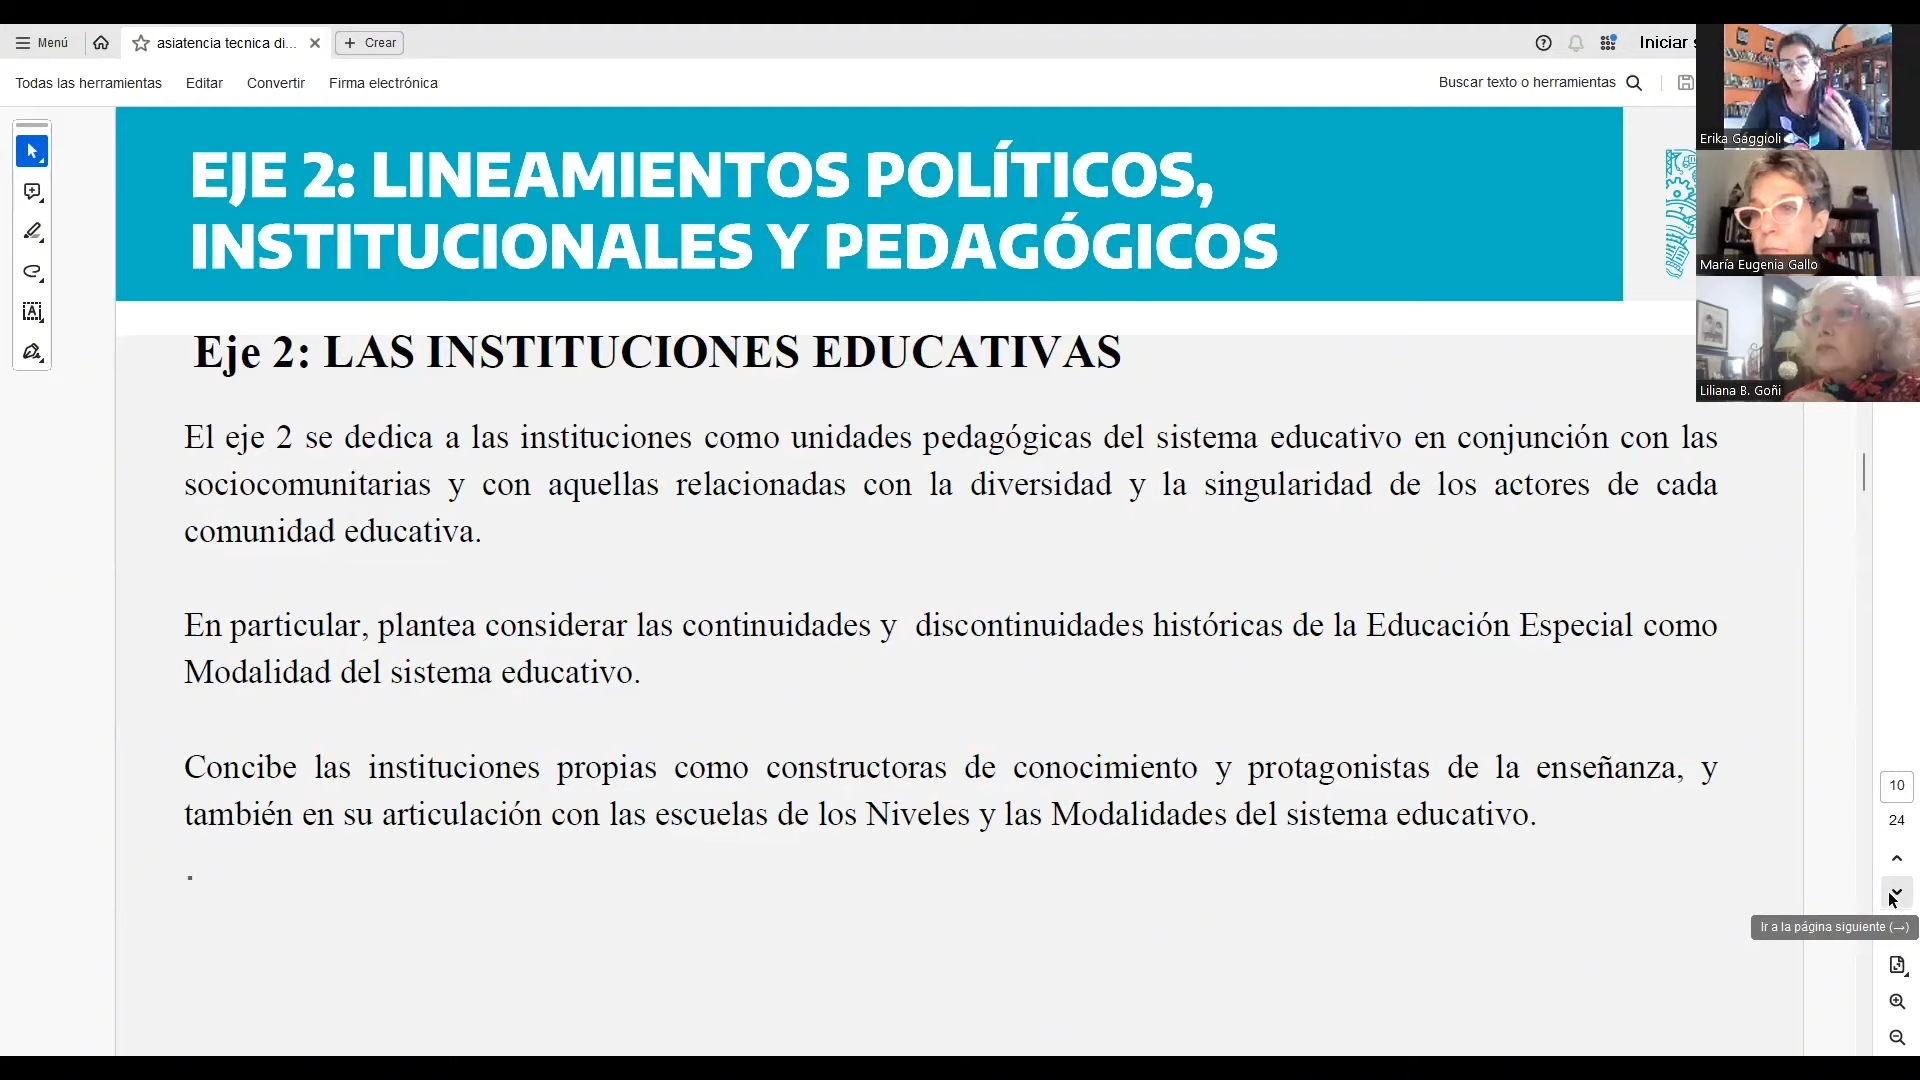 Menú
asiatencia tecnica di...
Crear
Iniciar s
Todas las herramientas
Editar
Convertir
Firma electrónica
Buscar texto o herramientas
EJE 2: LINEAMIENTOS POLÍTICOS,
INSTITUCIONALES Y PEDAGÓGICOS
Erika Gaggioli
María Eugenia Gallo
Liliana B. Goñi
Eje 2: LAS INSTITUCIONES EDUCATIVAS
El eje 2 se dedica a las instituciones como unidades pedagógicas del sistema educativo en conjunción con las
sociocomunitarias y con aquellas relacionadas con la diversidad y la singularidad de los actores de cada
comunidad educativa.
En particular, plantea considerar las continuidades y discontinuidades históricas de la Educación Especial como
Modalidad del sistema educativo.
Concibe las instituciones propias como constructoras de conocimiento y protagonistas de la enseñanza, y
también en su articulación con las escuelas de los Niveles y las Modalidades del sistema educativo.
.
10
24
Ir a la página siguiente (→)